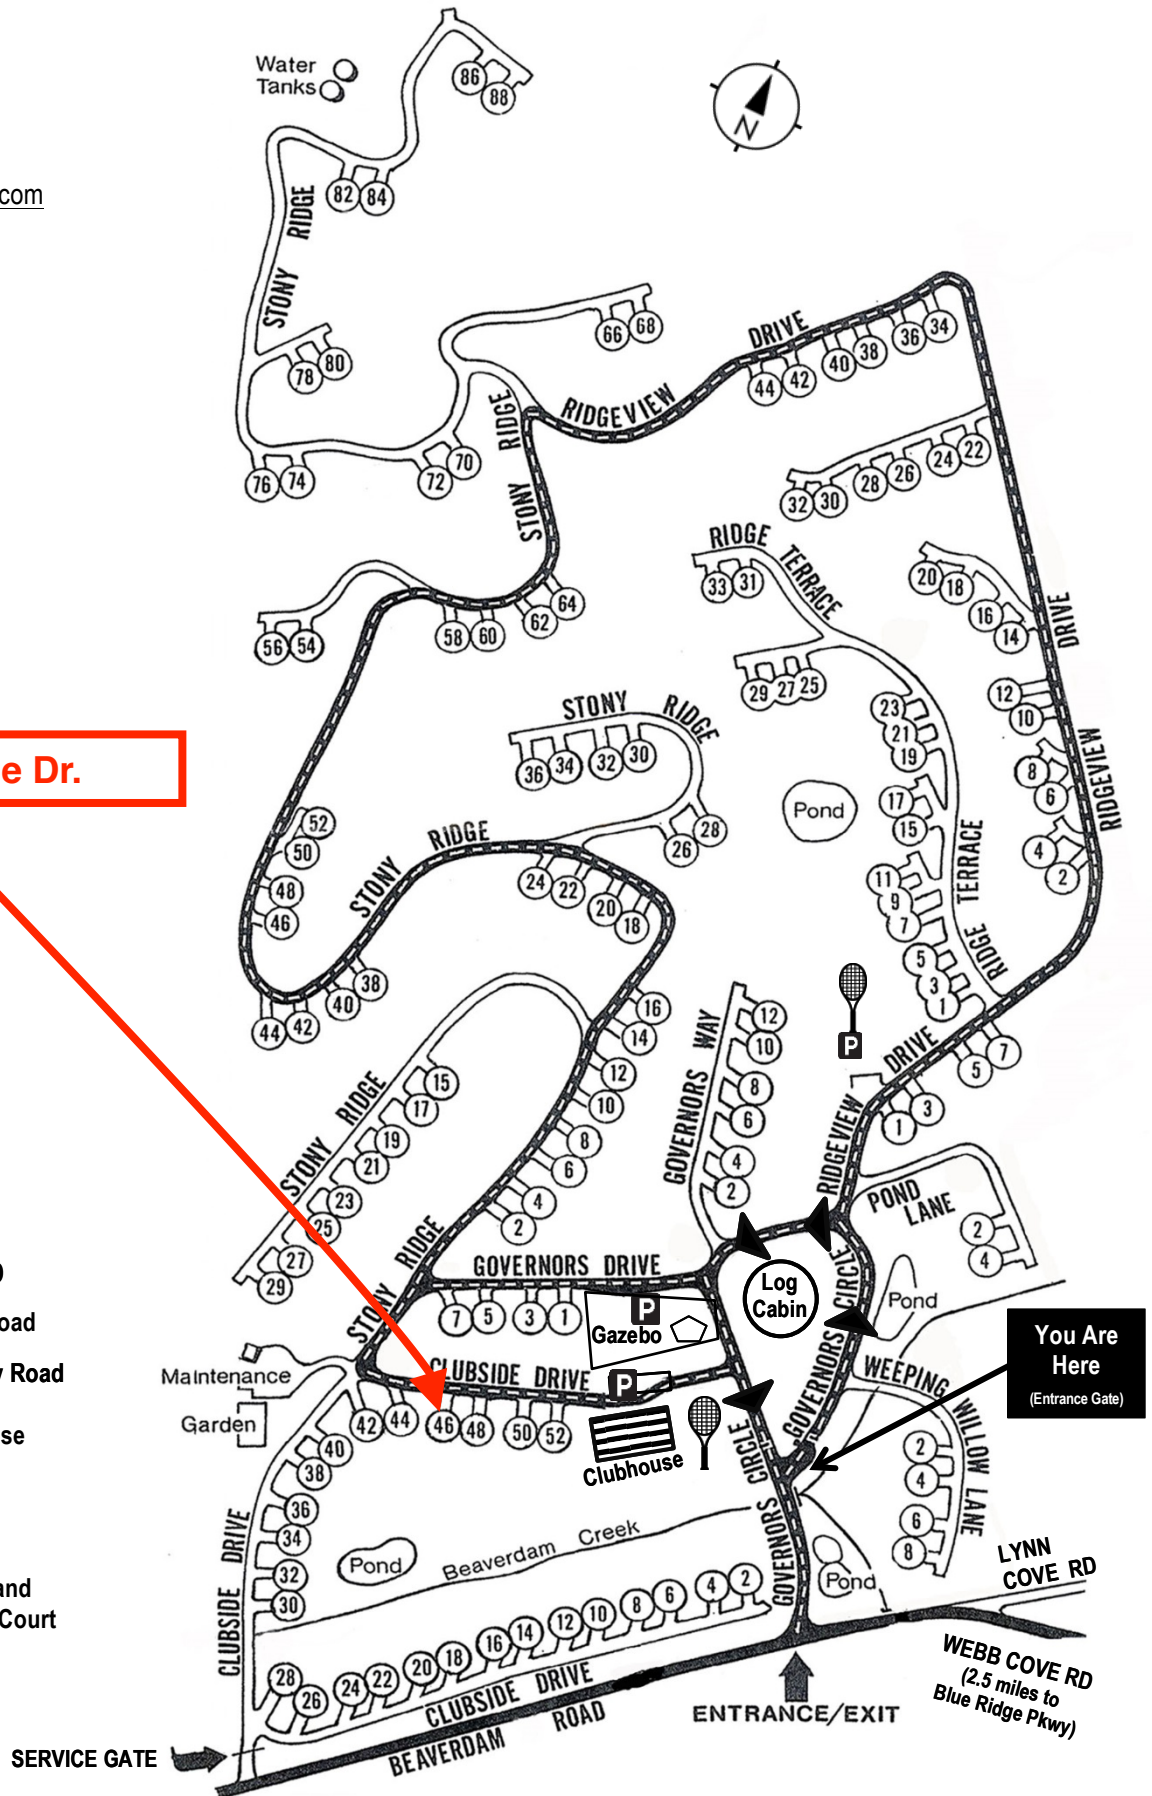 Water
Tanks
86
88
N
com
82
84
STONY RIDGE
66
68
DRIVE
34
36
38
40
42
44
78
80
RIDGEVIEW
STONY RIDGE
70
72
74
76
22
24
26
28
30
32
RIDGE TERRACE
33
31
20
18
16
14
DRIVE
64
62
60
58
56
54
29
27
25
12
10
STONY RIDGE
36
34
32
30
23
21
19
RIDGEVIEW
8
6
e Dr.
Pond
17
15
28
26
STONY RIDGE
52
50
4
2
TERRACE
11
9
7
24
22
20
18
48
46
RIDGE
5
3
1
38
40
42
44
16
14
GOVERNORS WAY
12
10
P
DRIVE
7
5
STONY RIDGE
15
17
12
10
8
6
3
1
RIDGEVIEW
19
21
8
6
4
2
POND
LANE
23
25
4
2
2
4
STONY RIDGE
27
29
GOVERNORS DRIVE
Log
Cabin
GOVERNORS CIRCLE
Pond
7
5
3
1
P
Gazebo
You Are
Here
(Entrance Gate)
oad
y Road
se
and
Court
Maintenance
Garden
CLUBSIDE DRIVE
P
WEEPING WILLOW LANE
42
44
46
48
50
52
Clubhouse
GOVERNORS CIRCLE
40
38
36
34
32
30
2
4
6
8
CLUBSIDE DRIVE
Pond
Beaverdam Creek
Pond
LYNN
COVE RD
2
4
6
8
10
12
14
16
18
20
22
24
26
28
CLUBSIDE DRIVE
BEAVERDAM ROAD
ENTRANCE/EXIT
WEBB COVE RD
(2.5 miles to
Blue Ridge Pkwy)
SERVICE GATE